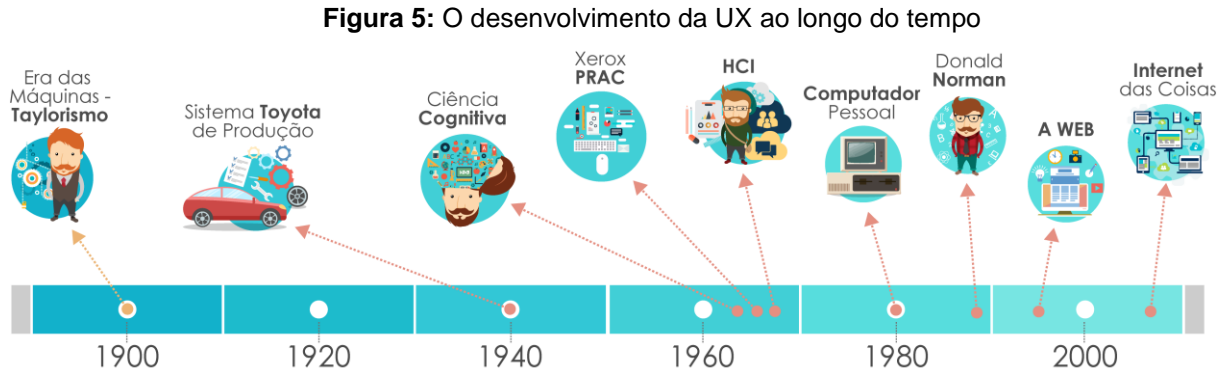 Figura 5: O desenvolvimento da UX ao longo do tempo
Era das
Máquinas -
Taylorismo
Sistema Toyota
de Produção
Ciência
Cognitiva
Xerox
PRAC
HCI
Computador
Pessoal
Donald
Norman
A WEB
Internet
das Coisas
1900
1920
1940
1960
1980
2000